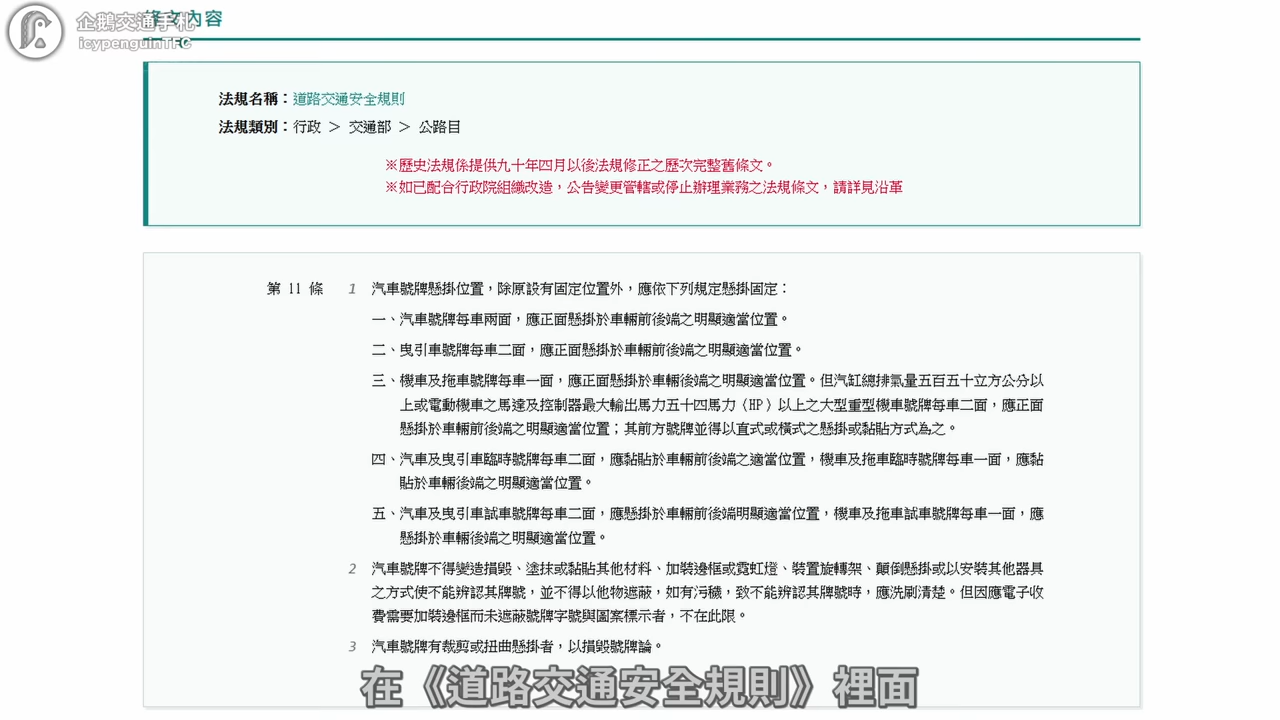 企鵝交通手札
icypenguinTFC
條文內容
法規名稱：道路交通安全規則
法規類別：行政 > 交通部 > 公路目
※歷史法規係提供九十年四月以後法規修正之歷次完整舊條文。
※如已配合行政院組織改造，公告變更管轄或停止辦理業務之法規條文，請詳見沿革
第 11 條 1 汽車號牌懸掛位置，除原設有固定位置外，應依下列規定懸掛固定：
一、汽車號牌每車兩面，應正面懸掛於車輛前後端之明顯適當位置。
二、曳引車號牌每車二面，應正面懸掛於車輛前後端之明顯適當位置。
三、機車及拖車號牌每車一面，應正面懸掛於車輛後端之明顯適當位置。但汽缸總排氣量五百五十立方公分以
上或電動機車之馬達及控制器最大輸出馬力五十四馬力（HP）以上之大型重型機車號牌每車二面，應正面
懸掛於車輛前後端之明顯適當位置；其前方號牌並得以直式或橫式之懸掛或黏貼方式為之。
四、汽車及曳引車臨時號牌每車二面，應黏貼於車輛前後端之適當位置，機車及拖車臨時號牌每車一面，應黏
貼於車輛後端之明顯適當位置。
五、汽車及曳引車試車號牌每車二面，應懸掛於車輛前後端明顯適當位置，機車及拖車試車號牌每車一面，應
懸掛於車輛後端之明顯適當位置。
2 汽車號牌不得變造損毀、塗抹或黏貼其他材料、加裝邊框或霓虹燈、裝置旋轉架、顛倒懸掛或以安裝其他器具
之方式使不能辨認其牌號，並不得以他物遮蔽，如有污穢，致不能辨認其牌號時，應洗刷清楚。但因應電子收
費需要加裝邊框而未遮蔽號牌字號與圖案標示者，不在此限。
3 汽車號牌有裁剪或扭曲懸掛者，以損毀號牌論。
在《道路交通安全規則》裡面